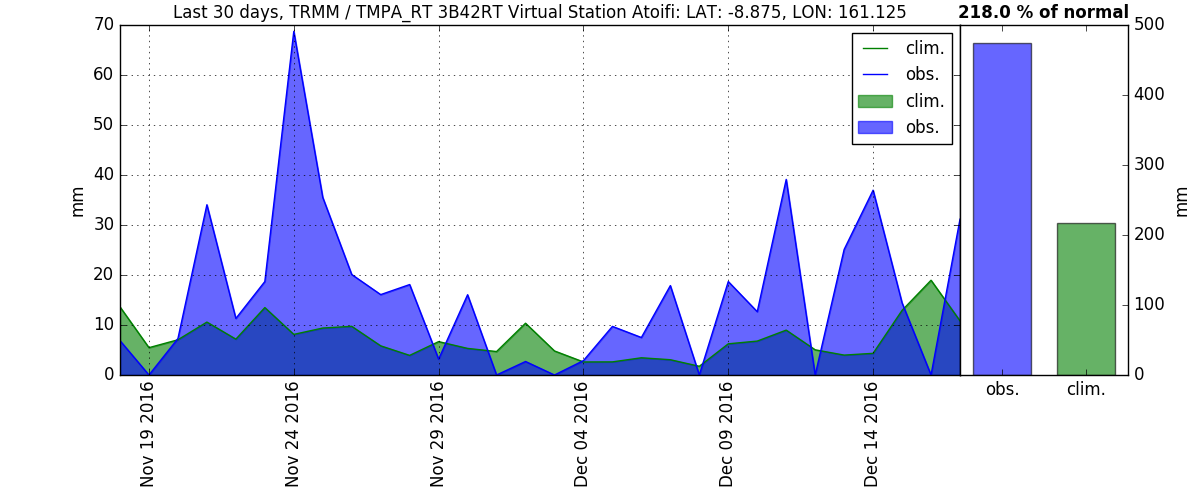 Last 30 days, TRMM / TMPA_RT 3B42RT Virtual Station Atoifi: LAT: -8.875, LON: 161.125
218.0 % of normal
70
60
50
40
30
20
10
0
mm
clim.
obs.
clim.
obs.
500
400
300
200
100
0
mm
Nov 19 2016
Nov 24 2016
Nov 29 2016
Dec 04 2016
Dec 09 2016
Dec 14 2016
obs.
clim.